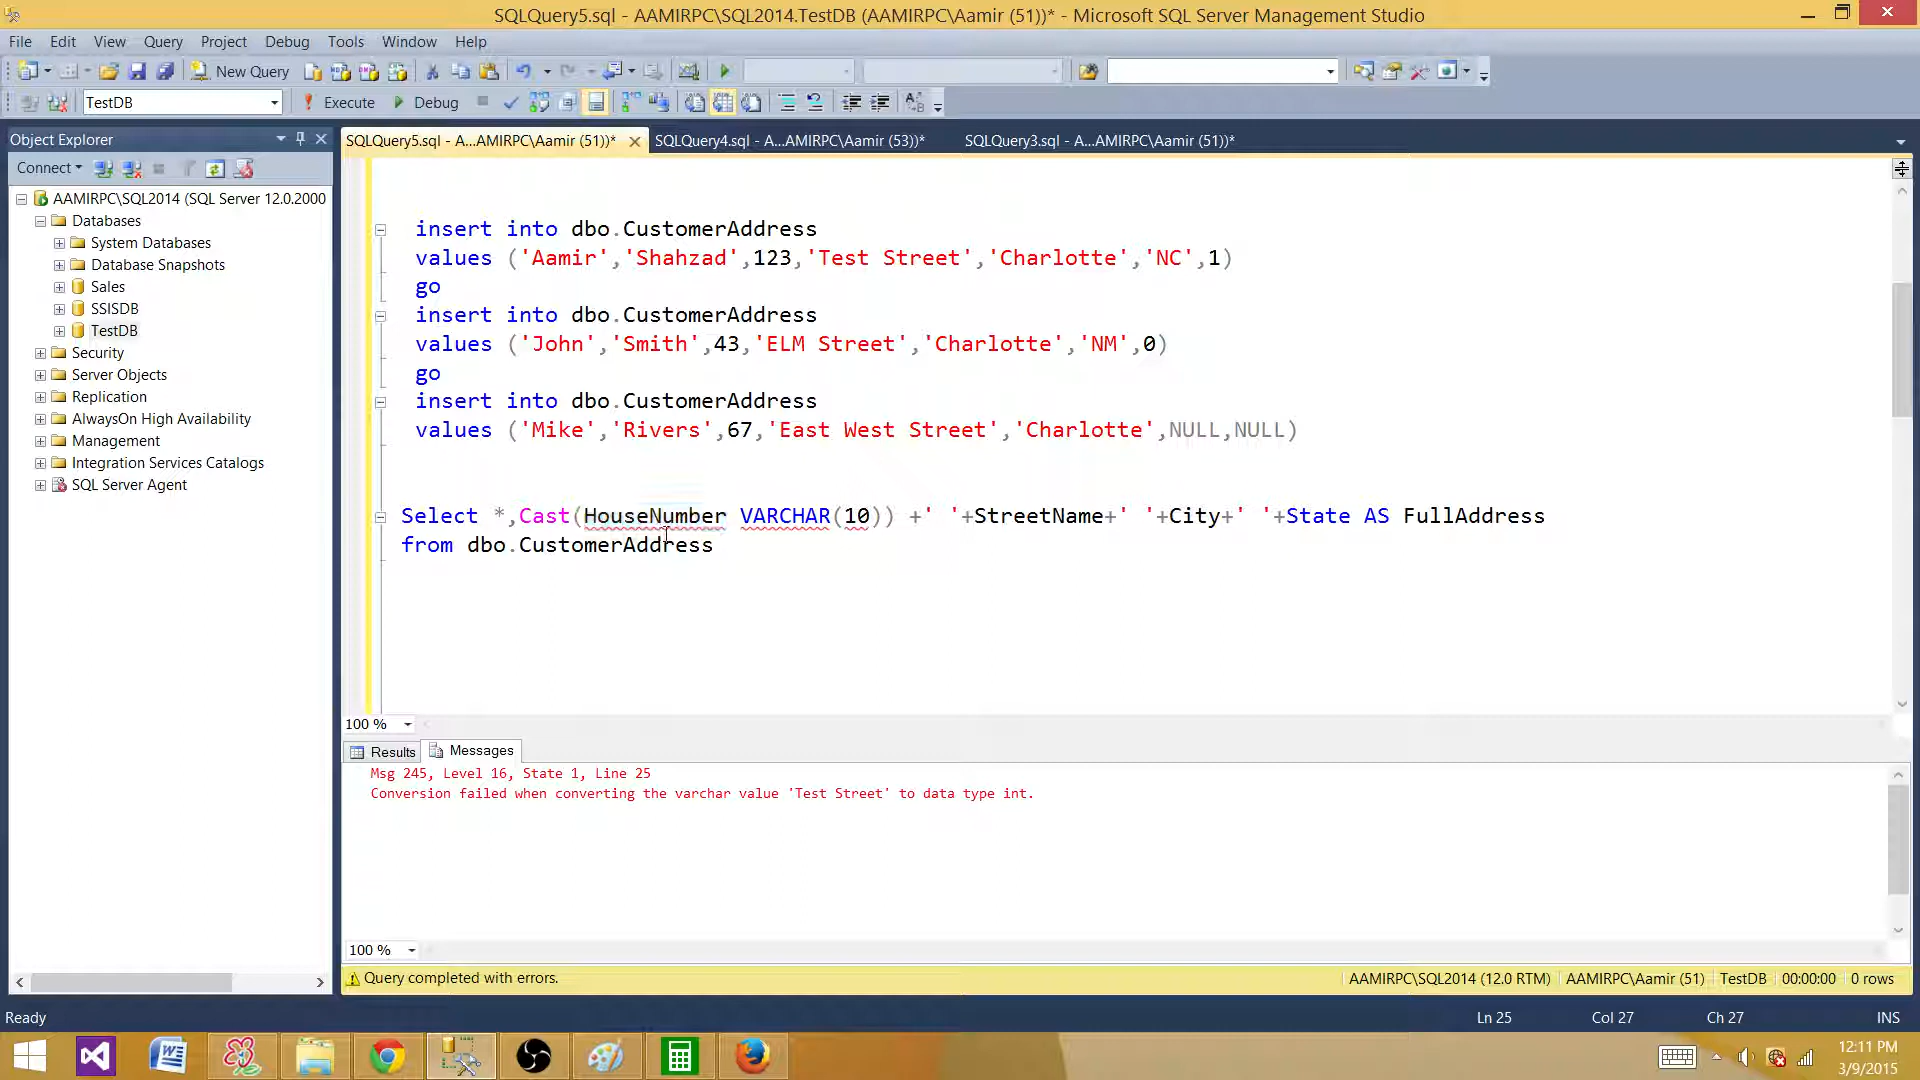 SQLQuery5.sql - AAMIRPC\SQL2014.TestDB (AAMIRPC\Aamir (51))* - Microsoft SQL Server Management Studio
File Edit View Query Project Debug Tools Window Help
New Query
TestDB Execute Debug
Object Explorer
Connect
AAMIRPC\SQL2014 (SQL Server 12.0.2000
Databases
System Databases
Database Snapshots
Sales
SSISDB
TestDB
Security
Server Objects
Replication
AlwaysOn High Availability
Management
Integration Services Catalogs
SQL Server Agent
SQLQuery5.sql - A...AMIRPC\Aamir (51))* SQLQuery4.sql - A...AMIRPC\Aamir (53))* SQLQuery3.sql - A...AMIRPC\Aamir (51))*
insert into dbo.CustomerAddress
values ('Aamir','Shahzad',123,'Test Street','Charlotte','NC',1)
go
insert into dbo.CustomerAddress
values ('John','Smith',43,'ELM Street','Charlotte','NM',0)
go
insert into dbo.CustomerAddress
values ('Mike','Rivers',67,'East West Street','Charlotte',NULL,NULL)
Select *,Cast(HouseNumber VARCHAR(10)) +' '+StreetName+' '+City+' '+State AS FullAddress
from dbo.CustomerAddress
100 %
Results Messages
Msg 245, Level 16, State 1, Line 25
Conversion failed when converting the varchar value 'Test Street' to data type int.
100 %
Query completed with errors. AAMIRPC\SQL2014 (12.0 RTM) AAMIRPC\Aamir (51) TestDB 00:00:00 0 rows
Ready Ln 25 Col 27 Ch 27 INS
12:11 PM
3/9/2015